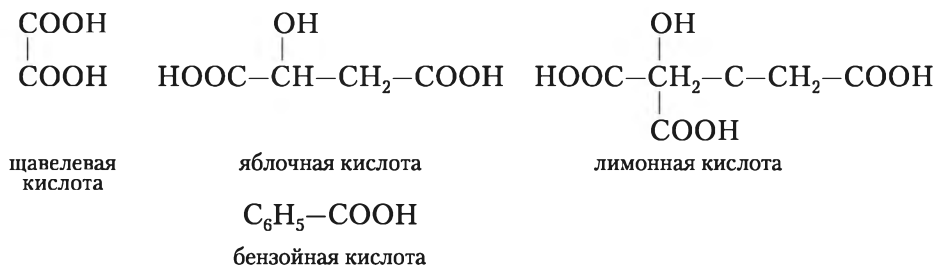 COOH
COOH
щавелевая
кислота
OH
HOOC—CH—CH₂—COOH
яблочная кислота
OH
HOOC—CH₂—C—CH₂—COOH
COOH
лимонная кислота
C₆H₅—COOH
бензойная кислота